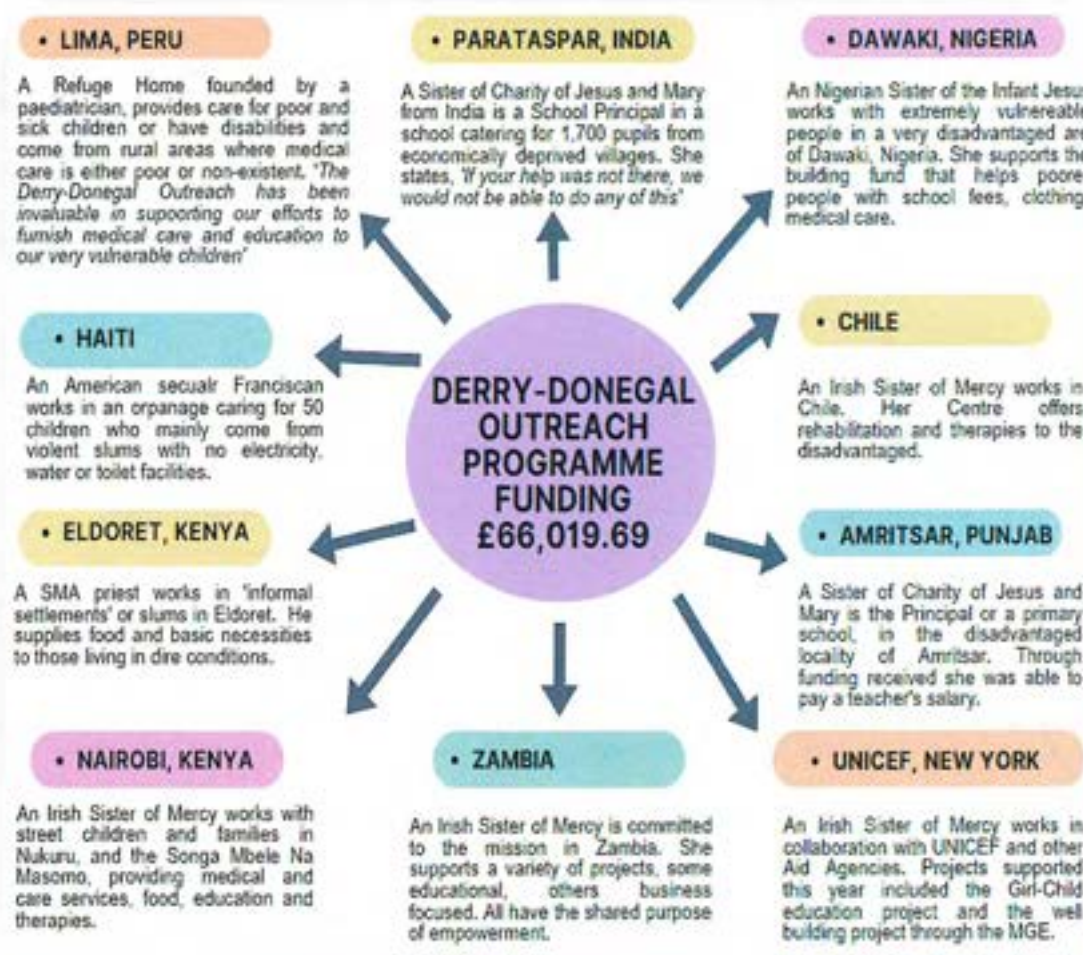 • LIMA, PERU
A Refuge Home founded by a
paediatrician, provides care for poor and
sick children or have disabilities and
come from rural areas where medical
care is either poor or non-existent. "The
Derry-Donegal Outreach has been
invaluable in supoorting our efforts to
furnish medical care and education to
our very vulnerable children'
• PARATASPAR, INDIA
A Sister of Charity of Jesus and Mary
from India is a School Principal in a
school catering for 1,700 pupils from
economically deprived villages. She
states, 'If your help was not there, we
would not be able to do any of this'
• DAWAKI, NIGERIA
An Nigerian Sister of the Infant Jesu
works with extremely vulnereable
people in a very disadvantaged are
of Dawaki, Nigeria. She supports the
building fund that helps poore
people with school fees, clothing
medical care.
• HAITI
An American secualr Franciscan
works in an orpanage caring for 50
children who mainly come from
violent slums with no electricity,
water or toilet facilities.
DERRY-DONEGAL
OUTREACH
PROGRAMME
FUNDING
£66,019.69
• CHILE
An Irish Sister of Mercy works in
Chile. Her Centre offers
rehabilitation and therapies to the
disadvantaged.
• ELDORET, KENYA
A SMA priest works in 'informal
settlements' or slums in Eldoret. He
supplies food and basic necessities
to those living in dire conditions.
• AMRITSAR, PUNJAB
A Sister of Charity of Jesus and
Mary is the Principal or a primary
school, in the disadvantaged
locality of Amritsar. Through
funding received she was able to
pay a teacher's salary.
• NAIROBI, KENYA
An Irish Sister of Mercy works with
street children and families in
Nukuru, and the Songa Mbele Na
Masomo, providing medical and
care services, food, education and
therapies.
• ZAMBIA
An Irish Sister of Mercy is committed
to the mission in Zambia. She
supports a variety of projects, some
educational, others business
focused. All have the shared purpose
of empowerment.
• UNICEF, NEW YORK
An Irish Sister of Mercy works in
collaboration with UNICEF and other
Aid Agencies. Projects supported
this year included the Girl-Child
education project and the well
building project through the MGE.